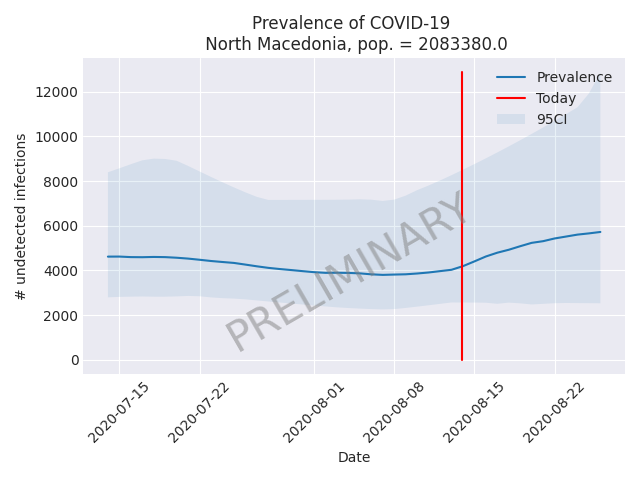 Prevalence of COVID-19
North Macedonia, pop. = 2083380.0
Prevalence
Today
95CI
12000
10000
8000
6000
4000
2000
0
# undetected infections
PRELIMINARY
2020-07-15
2020-07-22
2020-08-01
2020-08-08
2020-08-15
2020-08-22
Date